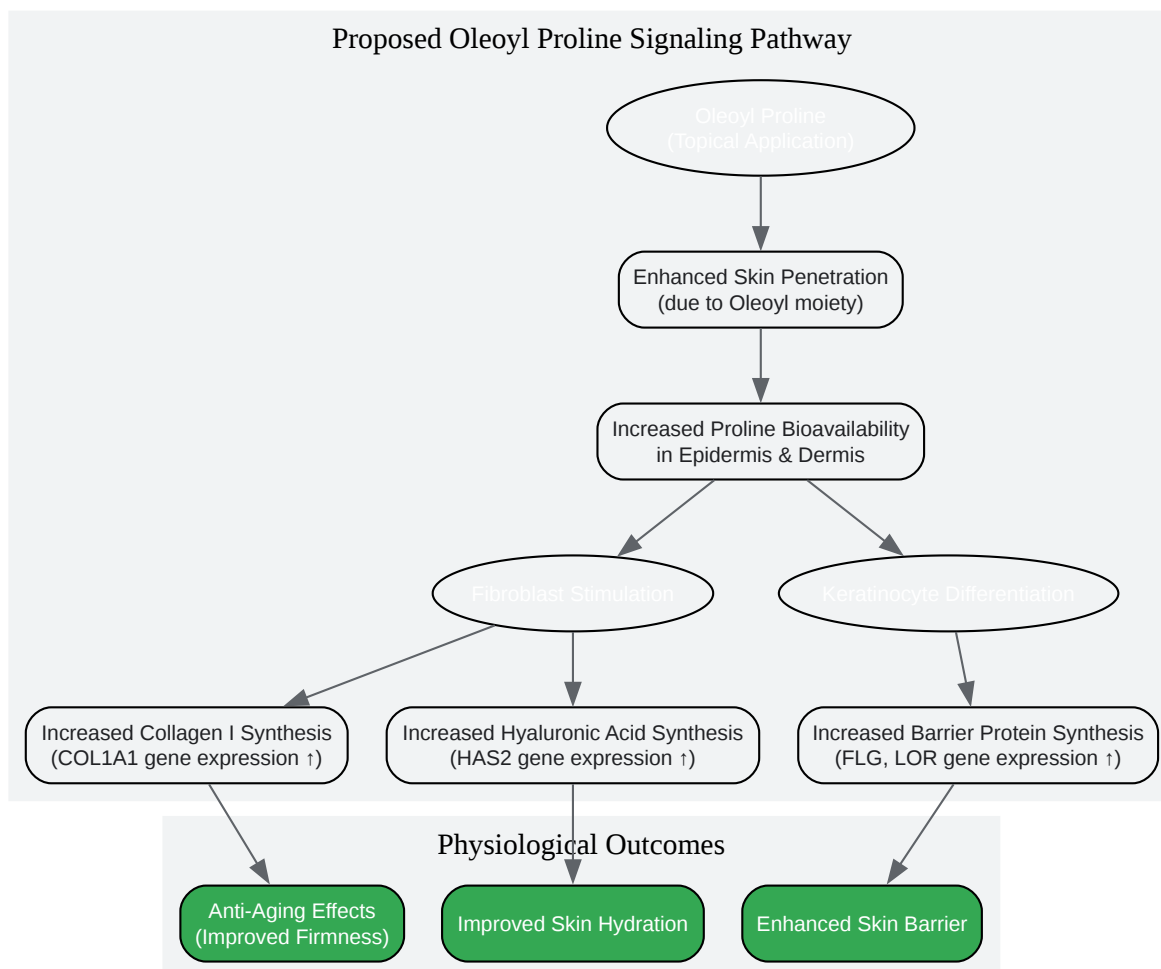 Proposed Oleoyl Proline Signaling Pathway
Oleoyl Proline
(Topical Application)
Enhanced Skin Penetration
(due to Oleoyl moiety)
Increased Proline Bioavailability
in Epidermis & Dermis
Fibroblast Stimulation
Keratinocyte Differentiation
Increased Collagen I Synthesis
(COL1A1 gene expression ↑)
Increased Hyaluronic Acid Synthesis
(HAS2 gene expression ↑)
Increased Barrier Protein Synthesis
(FLG, LOR gene expression ↑)
Physiological Outcomes
Anti-Aging Effects
(Improved Firmness)
Improved Skin Hydration
Enhanced Skin Barrier